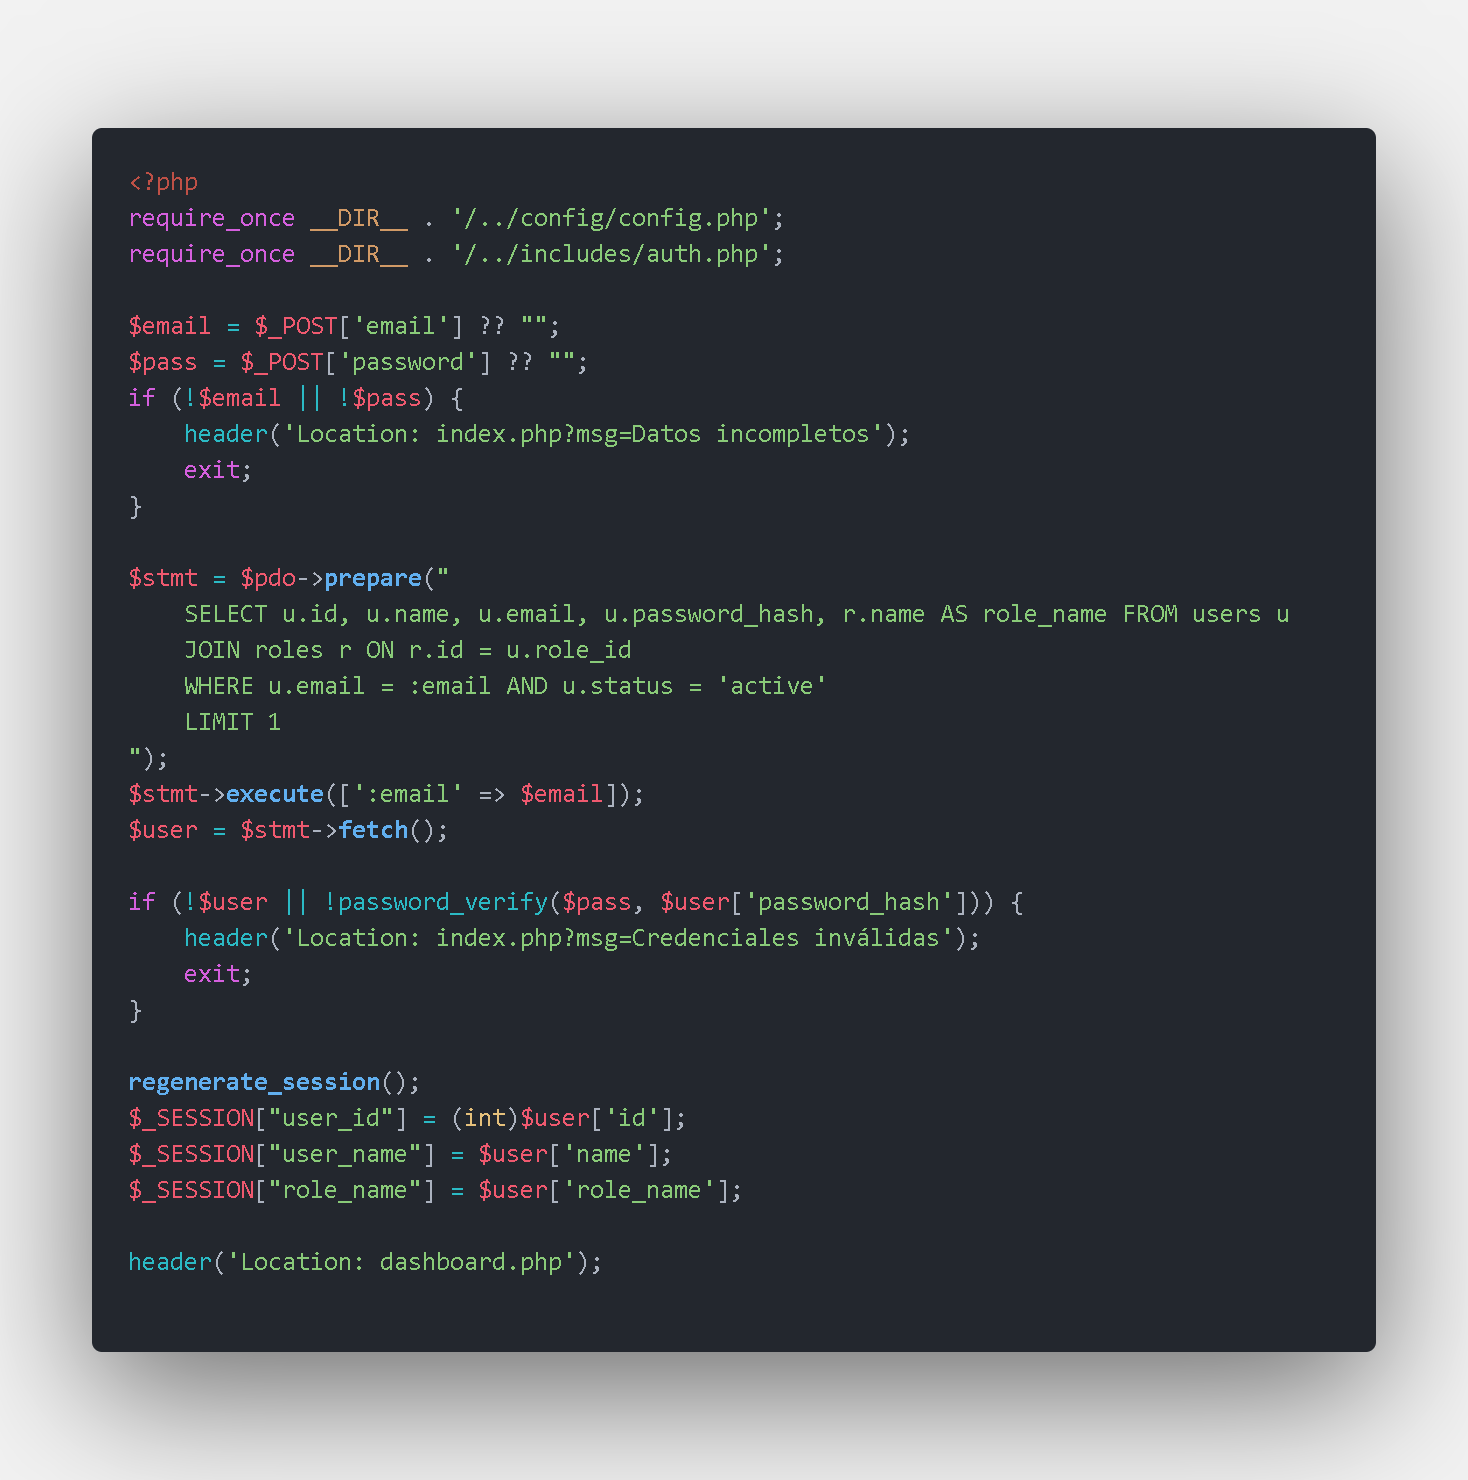 <?php
require_once __DIR__ . '/../config/config.php';
require_once __DIR__ . '/../includes/auth.php';

$email = $_POST['email'] ?? "";
$pass = $_POST['password'] ?? "";
if (!$email || !$pass) {
    header('Location: index.php?msg=Datos incompletos');
    exit;
}

$stmt = $pdo->prepare("
    SELECT u.id, u.name, u.email, u.password_hash, r.name AS role_name FROM users u
    JOIN roles r ON r.id = u.role_id
    WHERE u.email = :email AND u.status = 'active'
    LIMIT 1
");
$stmt->execute([':email' => $email]);
$user = $stmt->fetch();

if (!$user || !password_verify($pass, $user['password_hash'])) {
    header('Location: index.php?msg=Credenciales inválidas');
    exit;
}

regenerate_session();
$_SESSION["user_id"] = (int)$user['id'];
$_SESSION["user_name"] = $user['name'];
$_SESSION["role_name"] = $user['role_name'];

header('Location: dashboard.php');